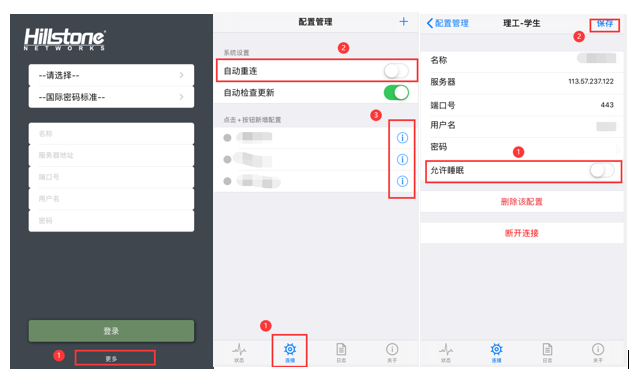 Hillstone
NETWORKS
--请选择--
--国际密码标准--
名称
服务器地址
端口号
用户名
密码
登录
1
更多
配置管理
+
系统设置
2
自动重连
自动检查更新
点击+按钮新增配置
3
1
状态
连接
日志
关于
配置管理
理工-学生
保存
2
名称
服务器
113.57.237.122
端口号
443
用户名
密码
1
允许睡眠
删除该配置
断开连接
状态
连接
日志
关于